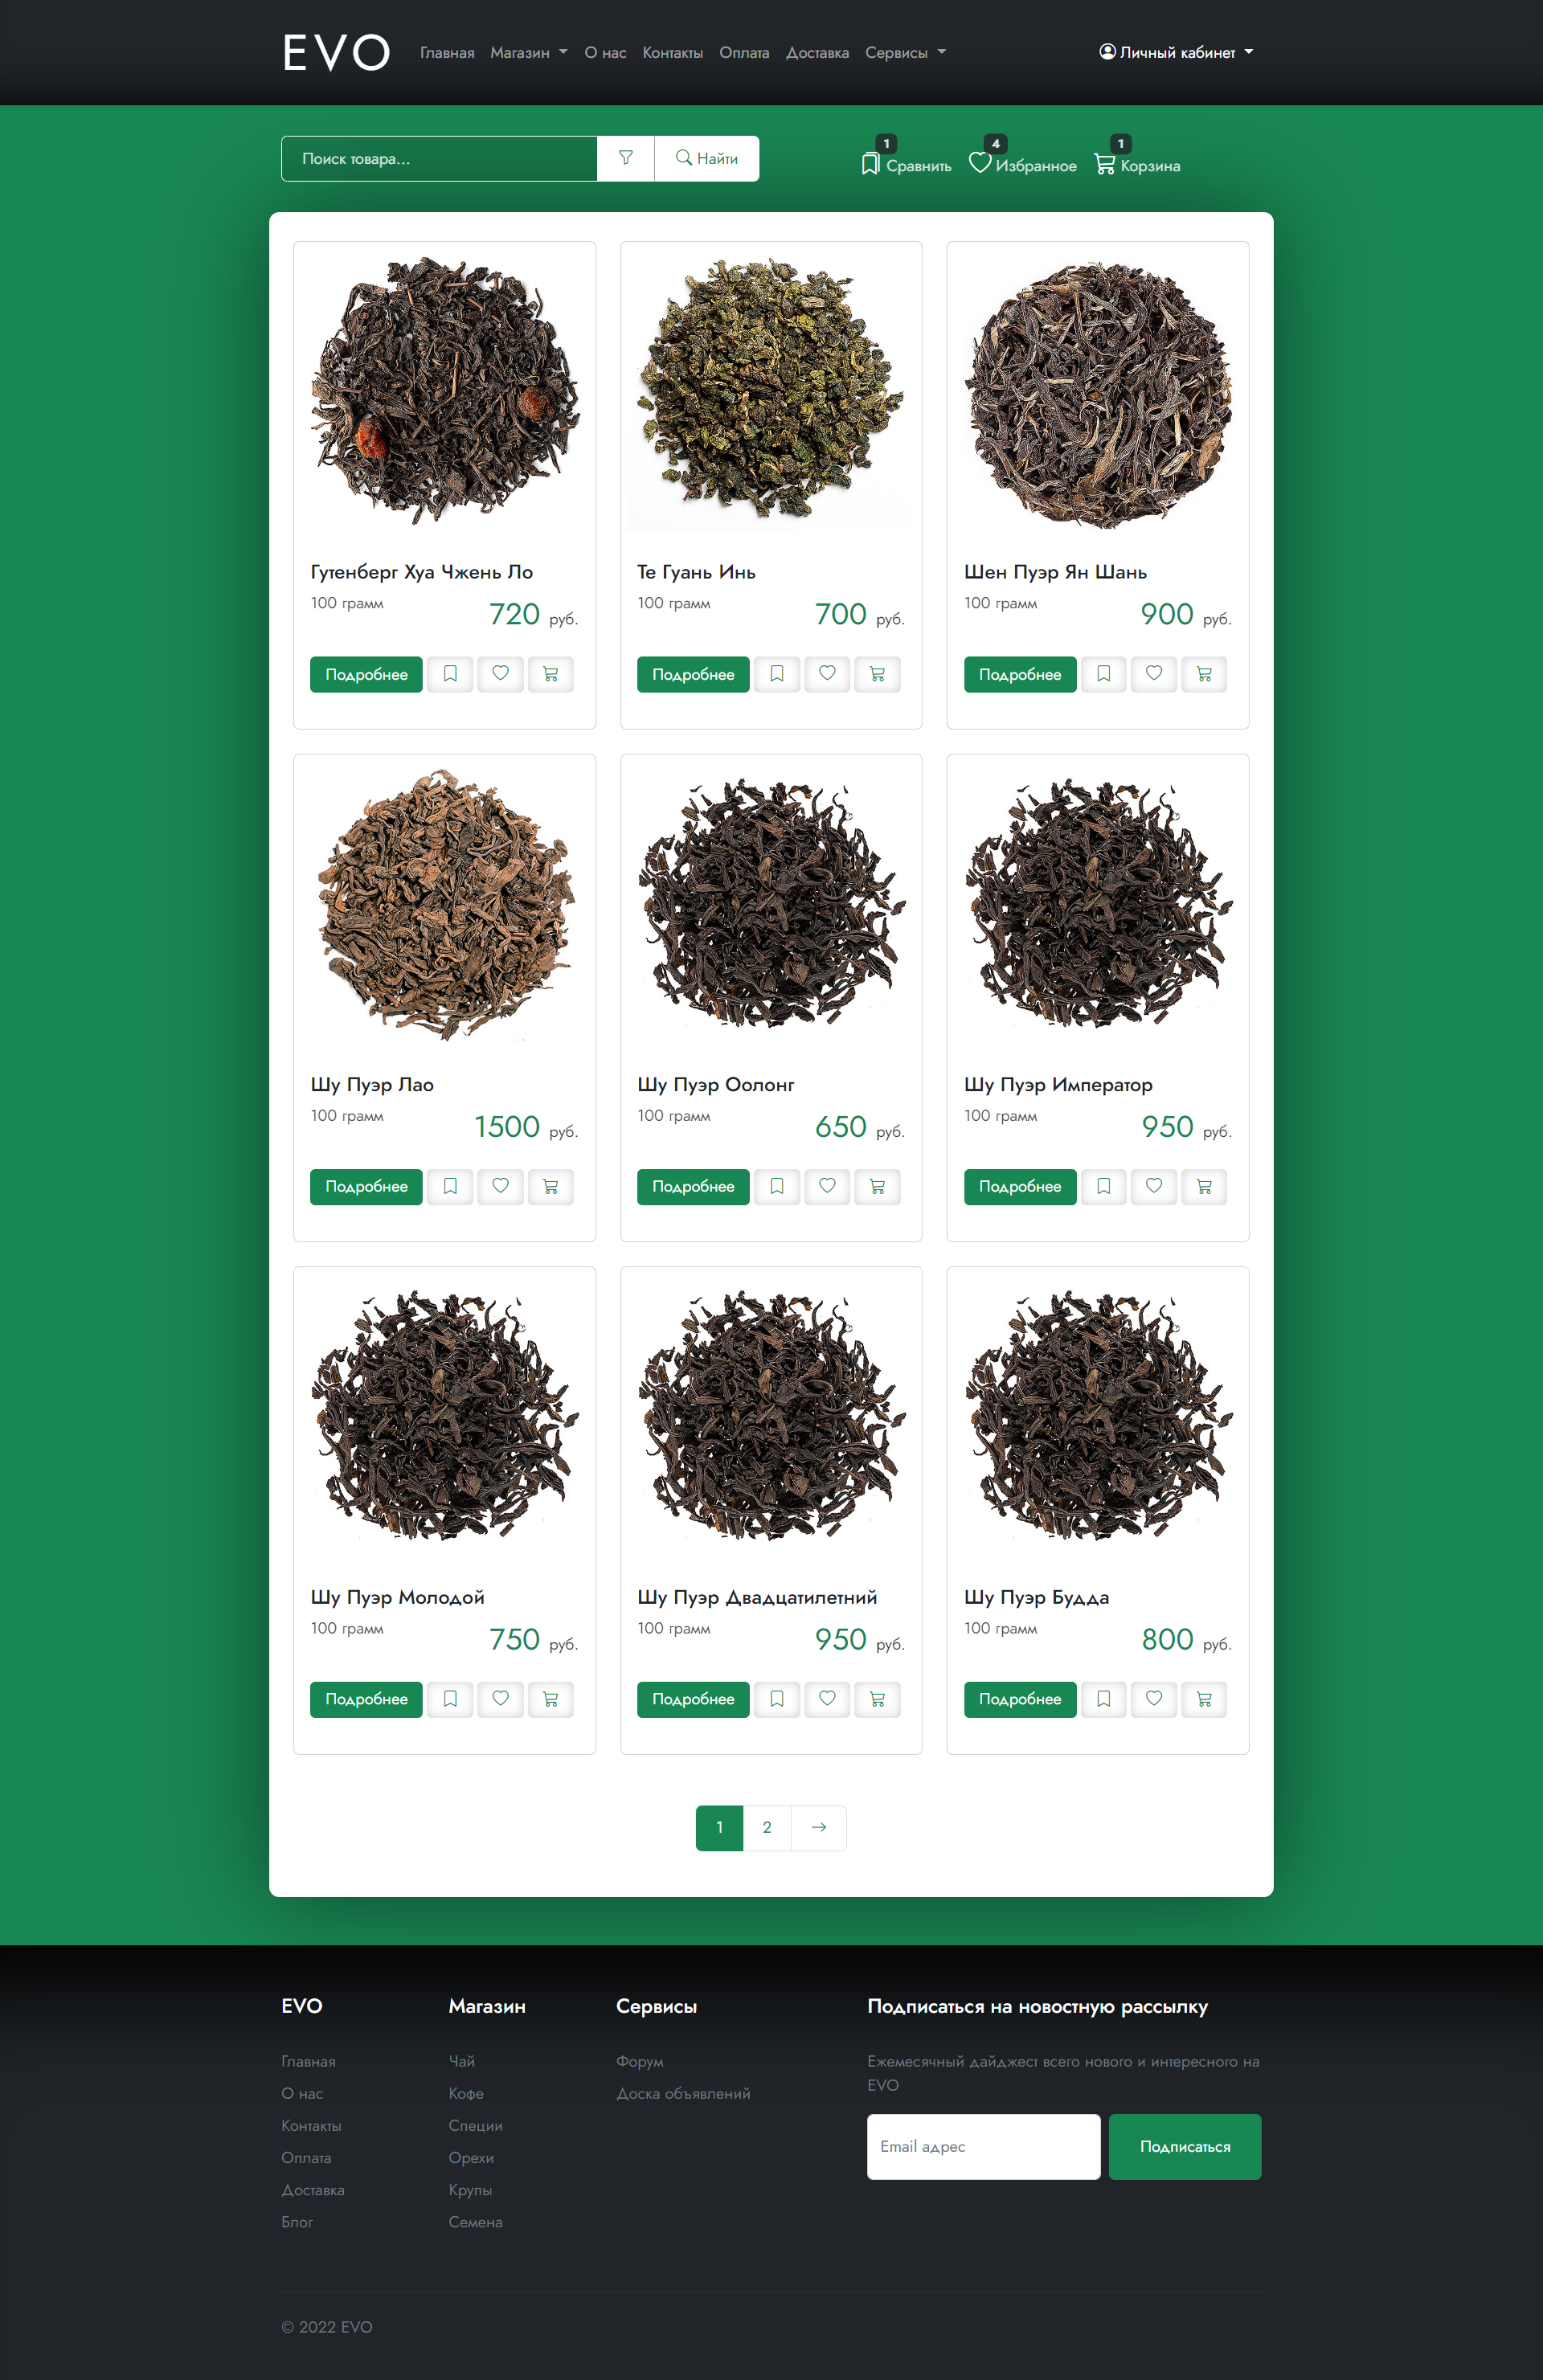 EVO
Главная Магазин О нас Контакты Оплата Доставка Сервисы
Личный кабинет
Поиск товара...
Найти
1
Сравнить
4
Избранное
1
Корзина
Гутенберг Хуа Чжень Ло
100 грамм
720 руб.
Подробнее
Те Гуань Инь
100 грамм
700 руб.
Подробнее
Шен Пуэр Ян Шань
100 грамм
900 руб.
Подробнее
Шу Пуэр Лао
100 грамм
1500 руб.
Подробнее
Шу Пуэр Оолонг
100 грамм
650 руб.
Подробнее
Шу Пуэр Император
100 грамм
950 руб.
Подробнее
Шу Пуэр Молодой
100 грамм
750 руб.
Подробнее
Шу Пуэр Двадцатилетний
100 грамм
950 руб.
Подробнее
Шу Пуэр Будда
100 грамм
800 руб.
Подробнее
1 2 →
EVO
Главная
О нас
Контакты
Оплата
Доставка
Блог
Магазин
Чай
Кофе
Специи
Орехи
Крупы
Семена
Сервисы
Форум
Доска объявлений
Подписаться на новостную рассылку
Ежемесячный дайджест всего нового и интересного на
EVO
Email адрес
Подписаться
© 2022 EVO